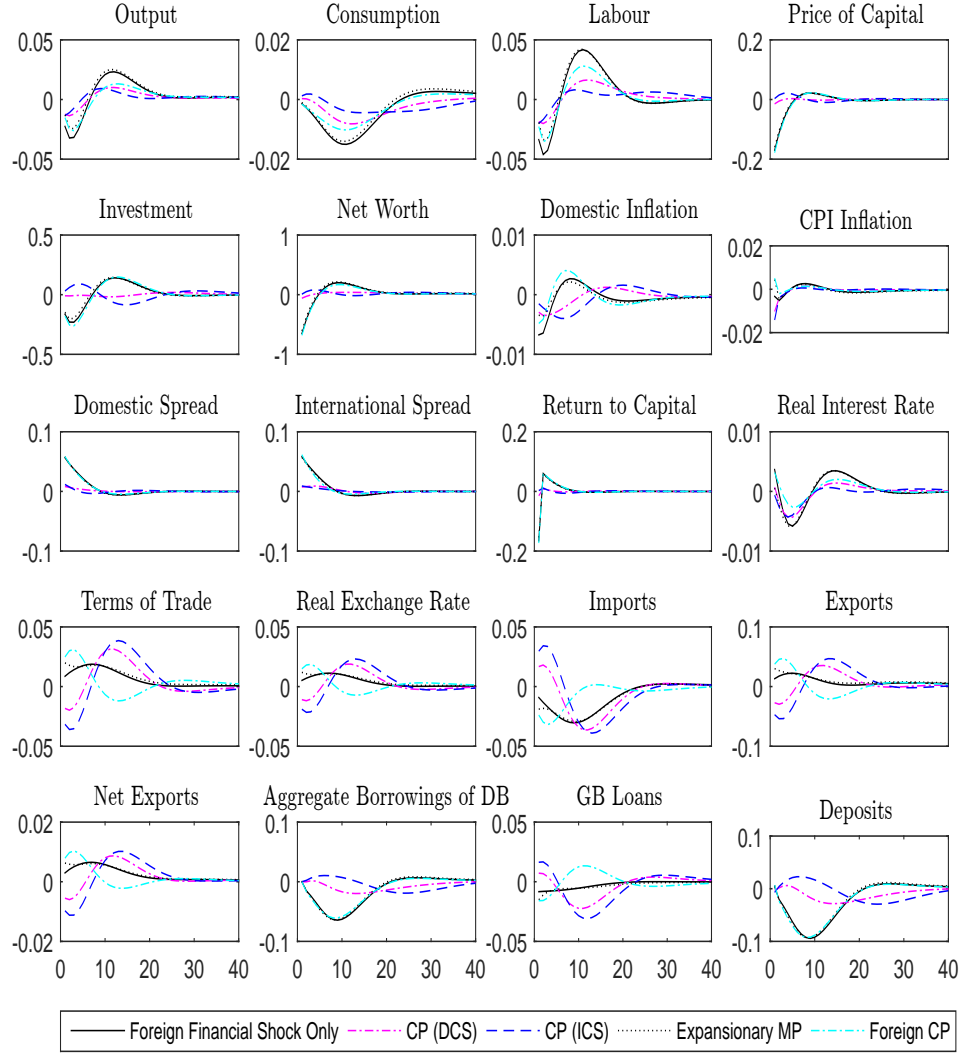 Output Consumption Labour Price of Capital
0.05 0.02 0.05 0.2
0 0 0 0
-0.05 -0.02 -0.05 -0.2
Investment Net Worth Domestic Inflation CPI Inflation
0.5 1 0.01 0.02
0 0 0 0
-0.5 -1 -0.01 -0.02
Domestic Spread International Spread Return to Capital Real Interest Rate
0.1 0.1 0.2 0.01
0 0 0 0
-0.1 -0.1 -0.2 -0.01
Terms of Trade Real Exchange Rate Imports Exports
0.05 0.05 0.05 0.1
0 0 0 0
-0.05 -0.05 -0.05 -0.1
Net Exports Aggregate Borrowings of DB GB Loans Deposits
0.02 0.1 0.05 0.1
0 0 0 0
-0.02 -0.1 -0.05 -0.1
0 10 20 30 40 0 10 20 30 40 0 10 20 30 40 0 10 20 30 40
Foreign Financial Shock Only CP (DCS) CP (ICS) Expansionary MP Foreign CP